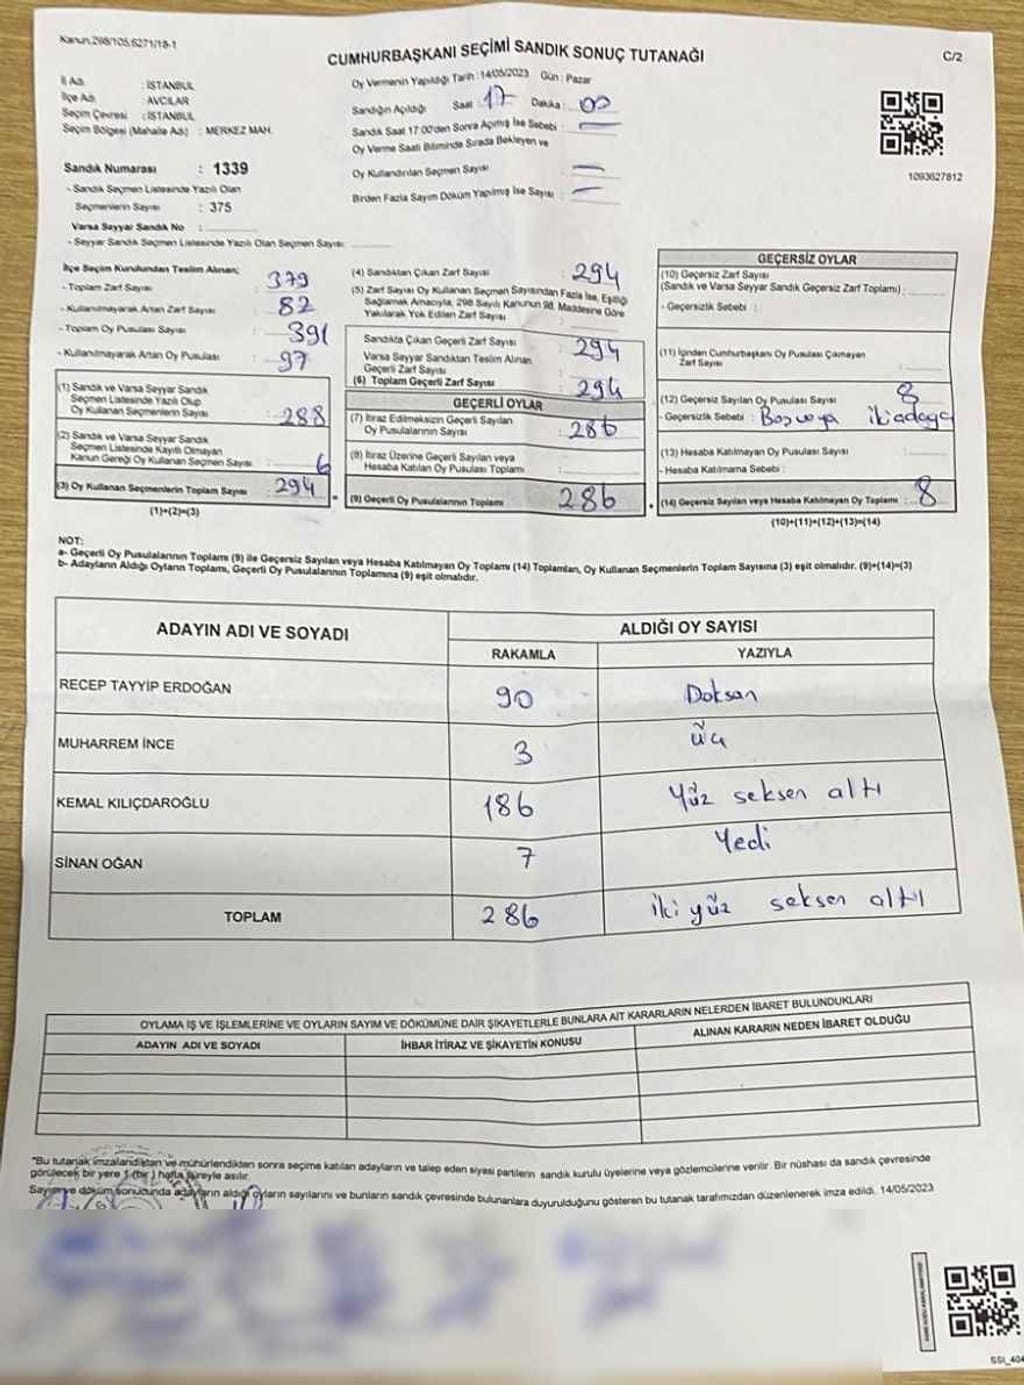 Kanun,298/105,6271/18-1
CUMHURBAŞKANI SEÇİMİ SANDIK SONUÇ TUTANAĞI
C/2
İl Adı : İSTANBUL
İlçe Adı : AVCILAR
Seçim Çevresi : İSTANBUL
Seçim Bölgesi (Mahalle Adı) : MERKEZ MAH.
Oy Vermenin Yapıldığı Tarih :14/05/2023 Gün : Pazar
Sandığın Açıldığı Saat : 17 Dakika : 00
Sandık Saat 17:00'den Sonra Açılmış İse Sebebi : —
Oy Verme Saati Bitiminde Sırada Bekleyen ve
Oy Kullandırılan Seçmen Sayısı —
Birden Fazla Sayım Döküm Yapılmış İse Sayısı —
1093627812
Sandık Numarası : 1339
- Sandık Seçmen Listesinde Yazılı Olan
Seçmenlerin Sayısı : 375
Varsa Seyyar Sandık No :
- Seyyar Sandık Seçmen Listesinde Yazılı Olan Seçmen Sayısı:
İlçe Seçim Kurulundan Teslim Alınan;
- Toplam Zarf Sayısı 379
- Kullanılmayarak Artan Zarf Sayısı 82
- Toplam Oy Pusulası Sayısı 391
- Kullanılmayarak Artan Oy Pusulası : 97
(1) Sandık ve Varsa Seyyar Sandık
Seçmen Listesinde Yazılı Olup
Oy Kullanan Seçmenlerin Sayısı : 288
(2) Sandık ve Varsa Seyyar Sandık
Seçmen Listesinde Kayıtlı Olmayan
Kanun Gereği Oy Kullanan Seçmen Sayısı : 6
(3) Oy Kullanan Seçmenlerin Toplam Sayısı : 294
(1)+(2)=(3)
(4) Sandıktan Çıkan Zarf Sayısı : 294
(5) Zarf Sayısı Oy Kullanan Seçmen Sayısından Fazla İse, Eşitliği
Sağlamak Amacıyla, 298 Sayılı Kanunun 98. Maddesine Göre
Yakılarak Yok Edilen Zarf Sayısı :
Sandıkta Çıkan Geçerli Zarf Sayısı : 294
Varsa Seyyar Sandıktan Teslim Alınan
Geçerli Zarf Sayısı
(6) Toplam Geçerli Zarf Sayısı : 294
GEÇERLİ OYLAR
(7) İtiraz Edilmeksizin Geçerli Sayılan
Oy Pusulalarının Sayısı : 286
(8) İtiraz Üzerine Geçerli Sayılan veya
Hesaba Katılan Oy Pusulası Toplamı :
(9) Geçerli Oy Pusulalarının Toplamı 286
GEÇERSİZ OYLAR
(10) Geçersiz Zarf Sayısı
(Sandık ve Varsa Seyyar Sandık Geçersiz Zarf Toplamı) :
- Geçersizlik Sebebi :
(11) İçinden Cumhurbaşkanı Oy Pusulası Çıkmayan
Zarf Sayısı :
(12) Geçersiz Sayılan Oy Pusulası Sayısı 8
- Geçersizlik Sebebi : Boş veya iki adaya
(13) Hesaba Katılmayan Oy Pusulası Sayısı
- Hesaba Katılmama Sebebi :
(14) Geçersiz Sayılan veya Hesaba Katılmayan Oy Toplamı : 8
(10)+(11)+(12)+(13)=(14)
NOT:
a- Geçerli Oy Pusulalarının Toplamı (9) ile Geçersiz Sayılan veya Hesaba Katılmayan Oy Toplamı (14) Toplamları, Oy Kullanan Seçmenlerin Toplam Sayısına (3) eşit olmalıdır. (9)+(14)=(3)
b- Adayların Aldığı Oyların Toplamı, Geçerli Oy Pusulalarının Toplamına (9) eşit olmalıdır.
ADAYIN ADI VE SOYADI
ALDIĞI OY SAYISI
RAKAMLA YAZIYLA
RECEP TAYYİP ERDOĞAN 90 Doksan
MUHARREM İNCE 3 üç
KEMAL KILIÇDAROĞLU 186 Yüz seksen altı
SİNAN OĞAN 7 Yedi
TOPLAM 286 iki yüz seksen altı
OYLAMA İŞ VE İŞLEMLERİNE VE OYLARIN SAYIM VE DÖKÜMÜNE DAİR ŞİKAYETLERLE BUNLARA AİT KARARLARIN NELERDEN İBARET BULUNDUKLARI
ADAYIN ADI VE SOYADI İHBAR İTİRAZ VE ŞİKAYETİN KONUSU ALINAN KARARIN NEDEN İBARET OLDUĞU
*Bu tutanak imzalandıktan ve mühürlendikten sonra seçime katılan adayların ve talep eden siyasi partilerin sandık kurulu üyelerine veya gözlemcilerine verilir. Bir nüshası da sandık çevresinde
görülecek bir yere 1 (bir) hafta süreyle asılır.
Sayım ve döküm sonucunda adayların aldığı oyların sayılarını ve bunların sandık çevresinde bulunanlara duyurulduğunu gösteren bu tutanak tarafımızdan düzenlenerek imza edildi. 14/05/2023
SSI_404